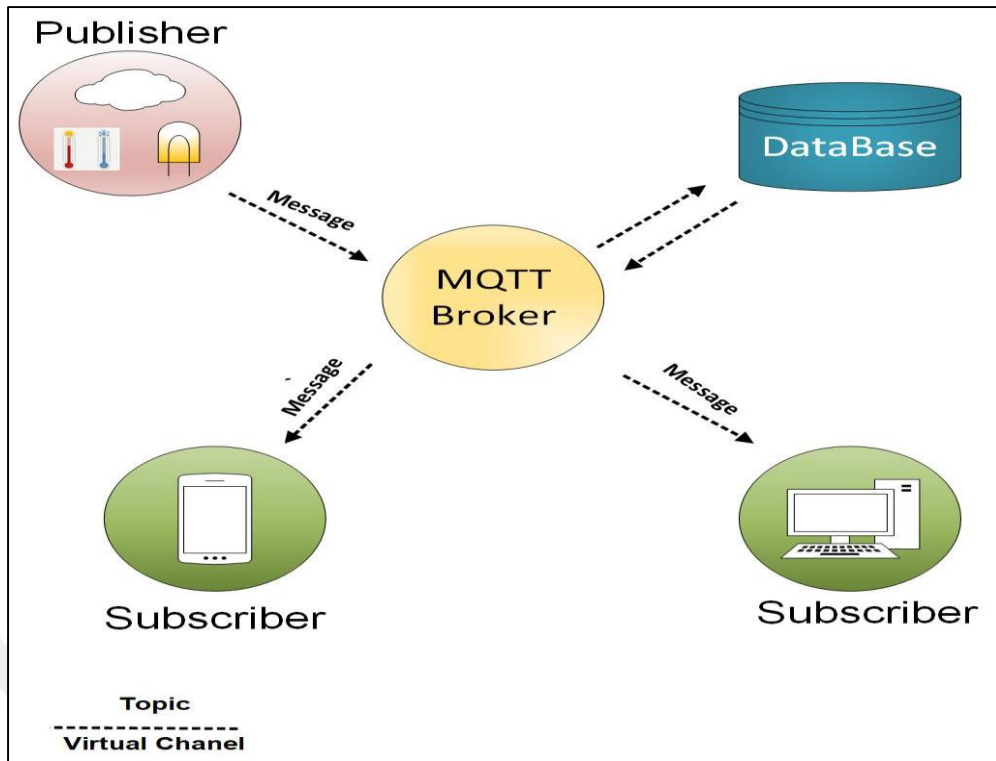 Publisher
DataBase
Message
MQTT
Broker
Message
Message
Subscriber
Subscriber
Topic
Virtual Chanel